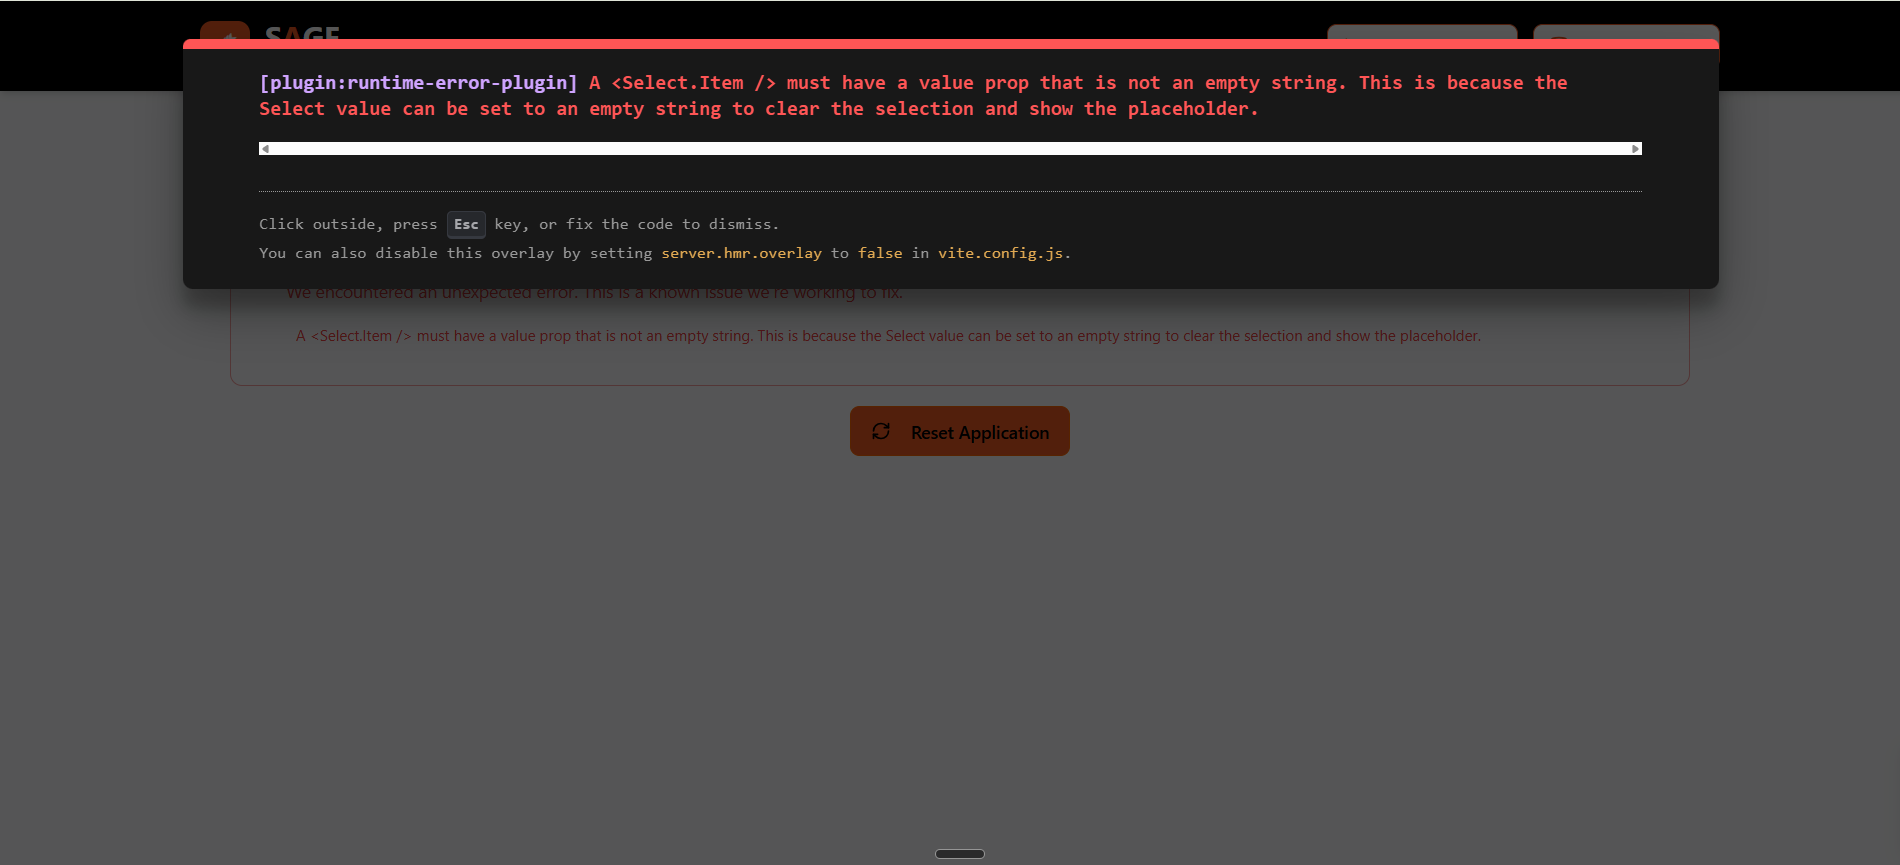 SAGE
[plugin:runtime-error-plugin] A <Select.Item /> must have a value prop that is not an empty string. This is because the
Select value can be set to an empty string to clear the selection and show the placeholder.
Click outside, press Esc key, or fix the code to dismiss.
You can also disable this overlay by setting server.hmr.overlay to false in vite.config.js.
We encountered an unexpected error. This is a known issue we're working to fix.
A <Select.Item /> must have a value prop that is not an empty string. This is because the Select value can be set to an empty string to clear the selection and show the placeholder.
Reset Application